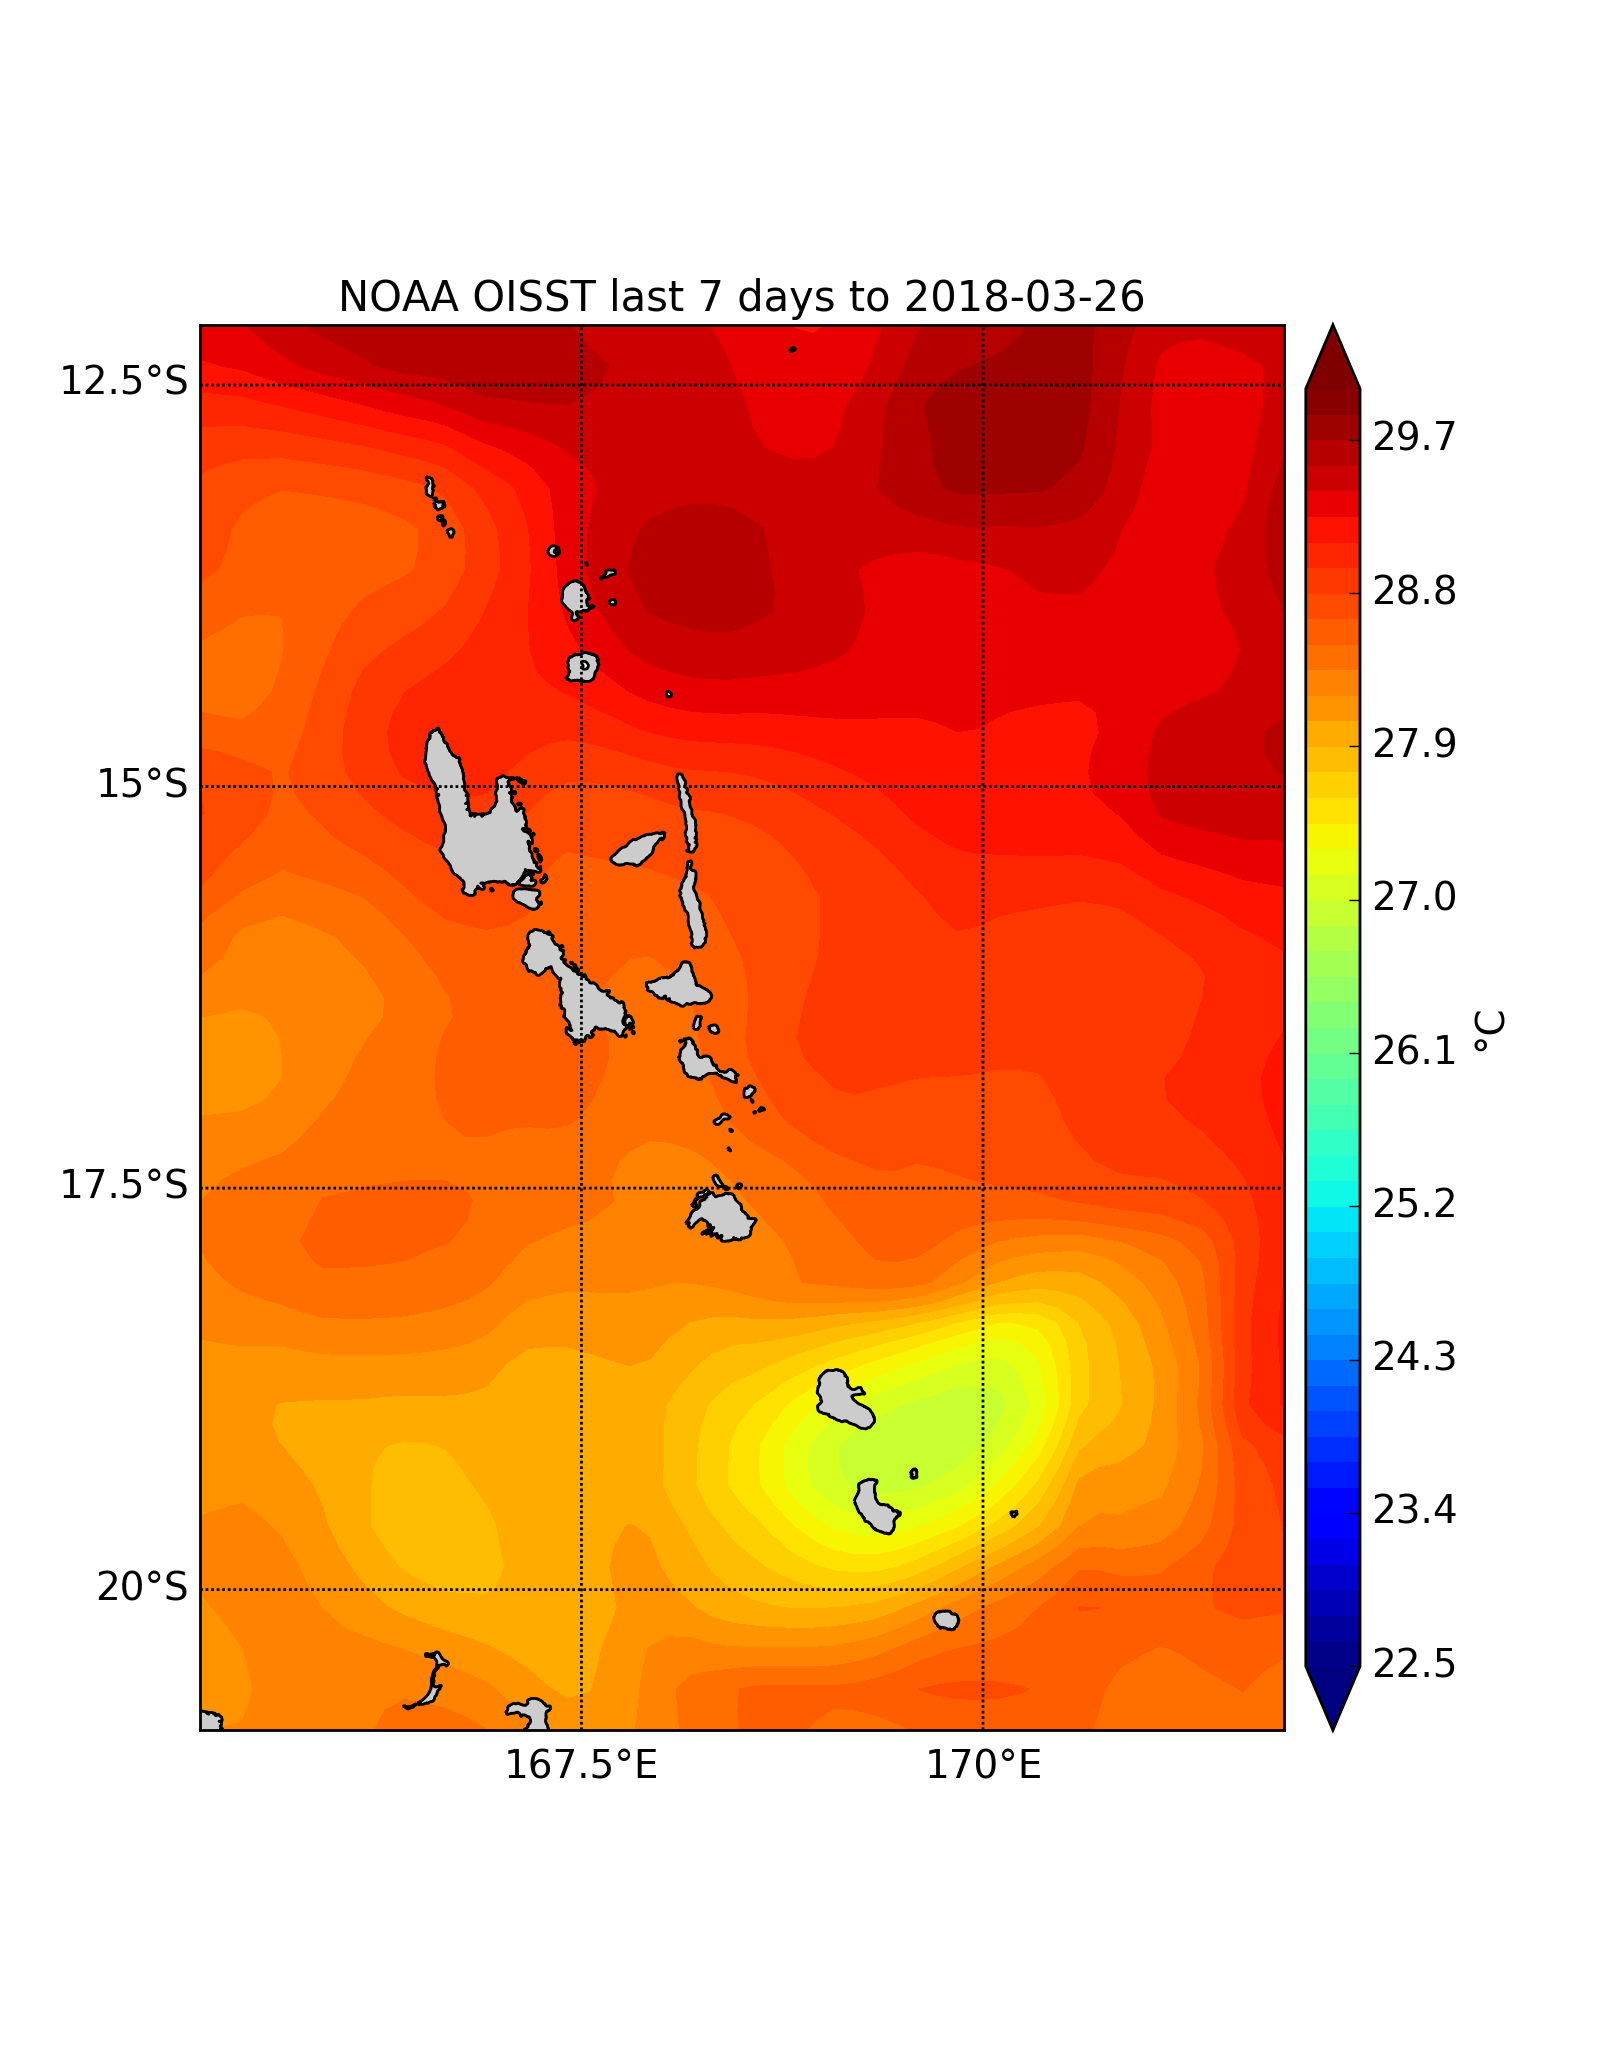 NOAA OISST last 7 days to 2018-03-26
12.5°S
15°S
17.5°S
20°S
167.5°E
170°E
29.7
28.8
27.9
27.0
26.1
25.2
24.3
23.4
22.5
°C